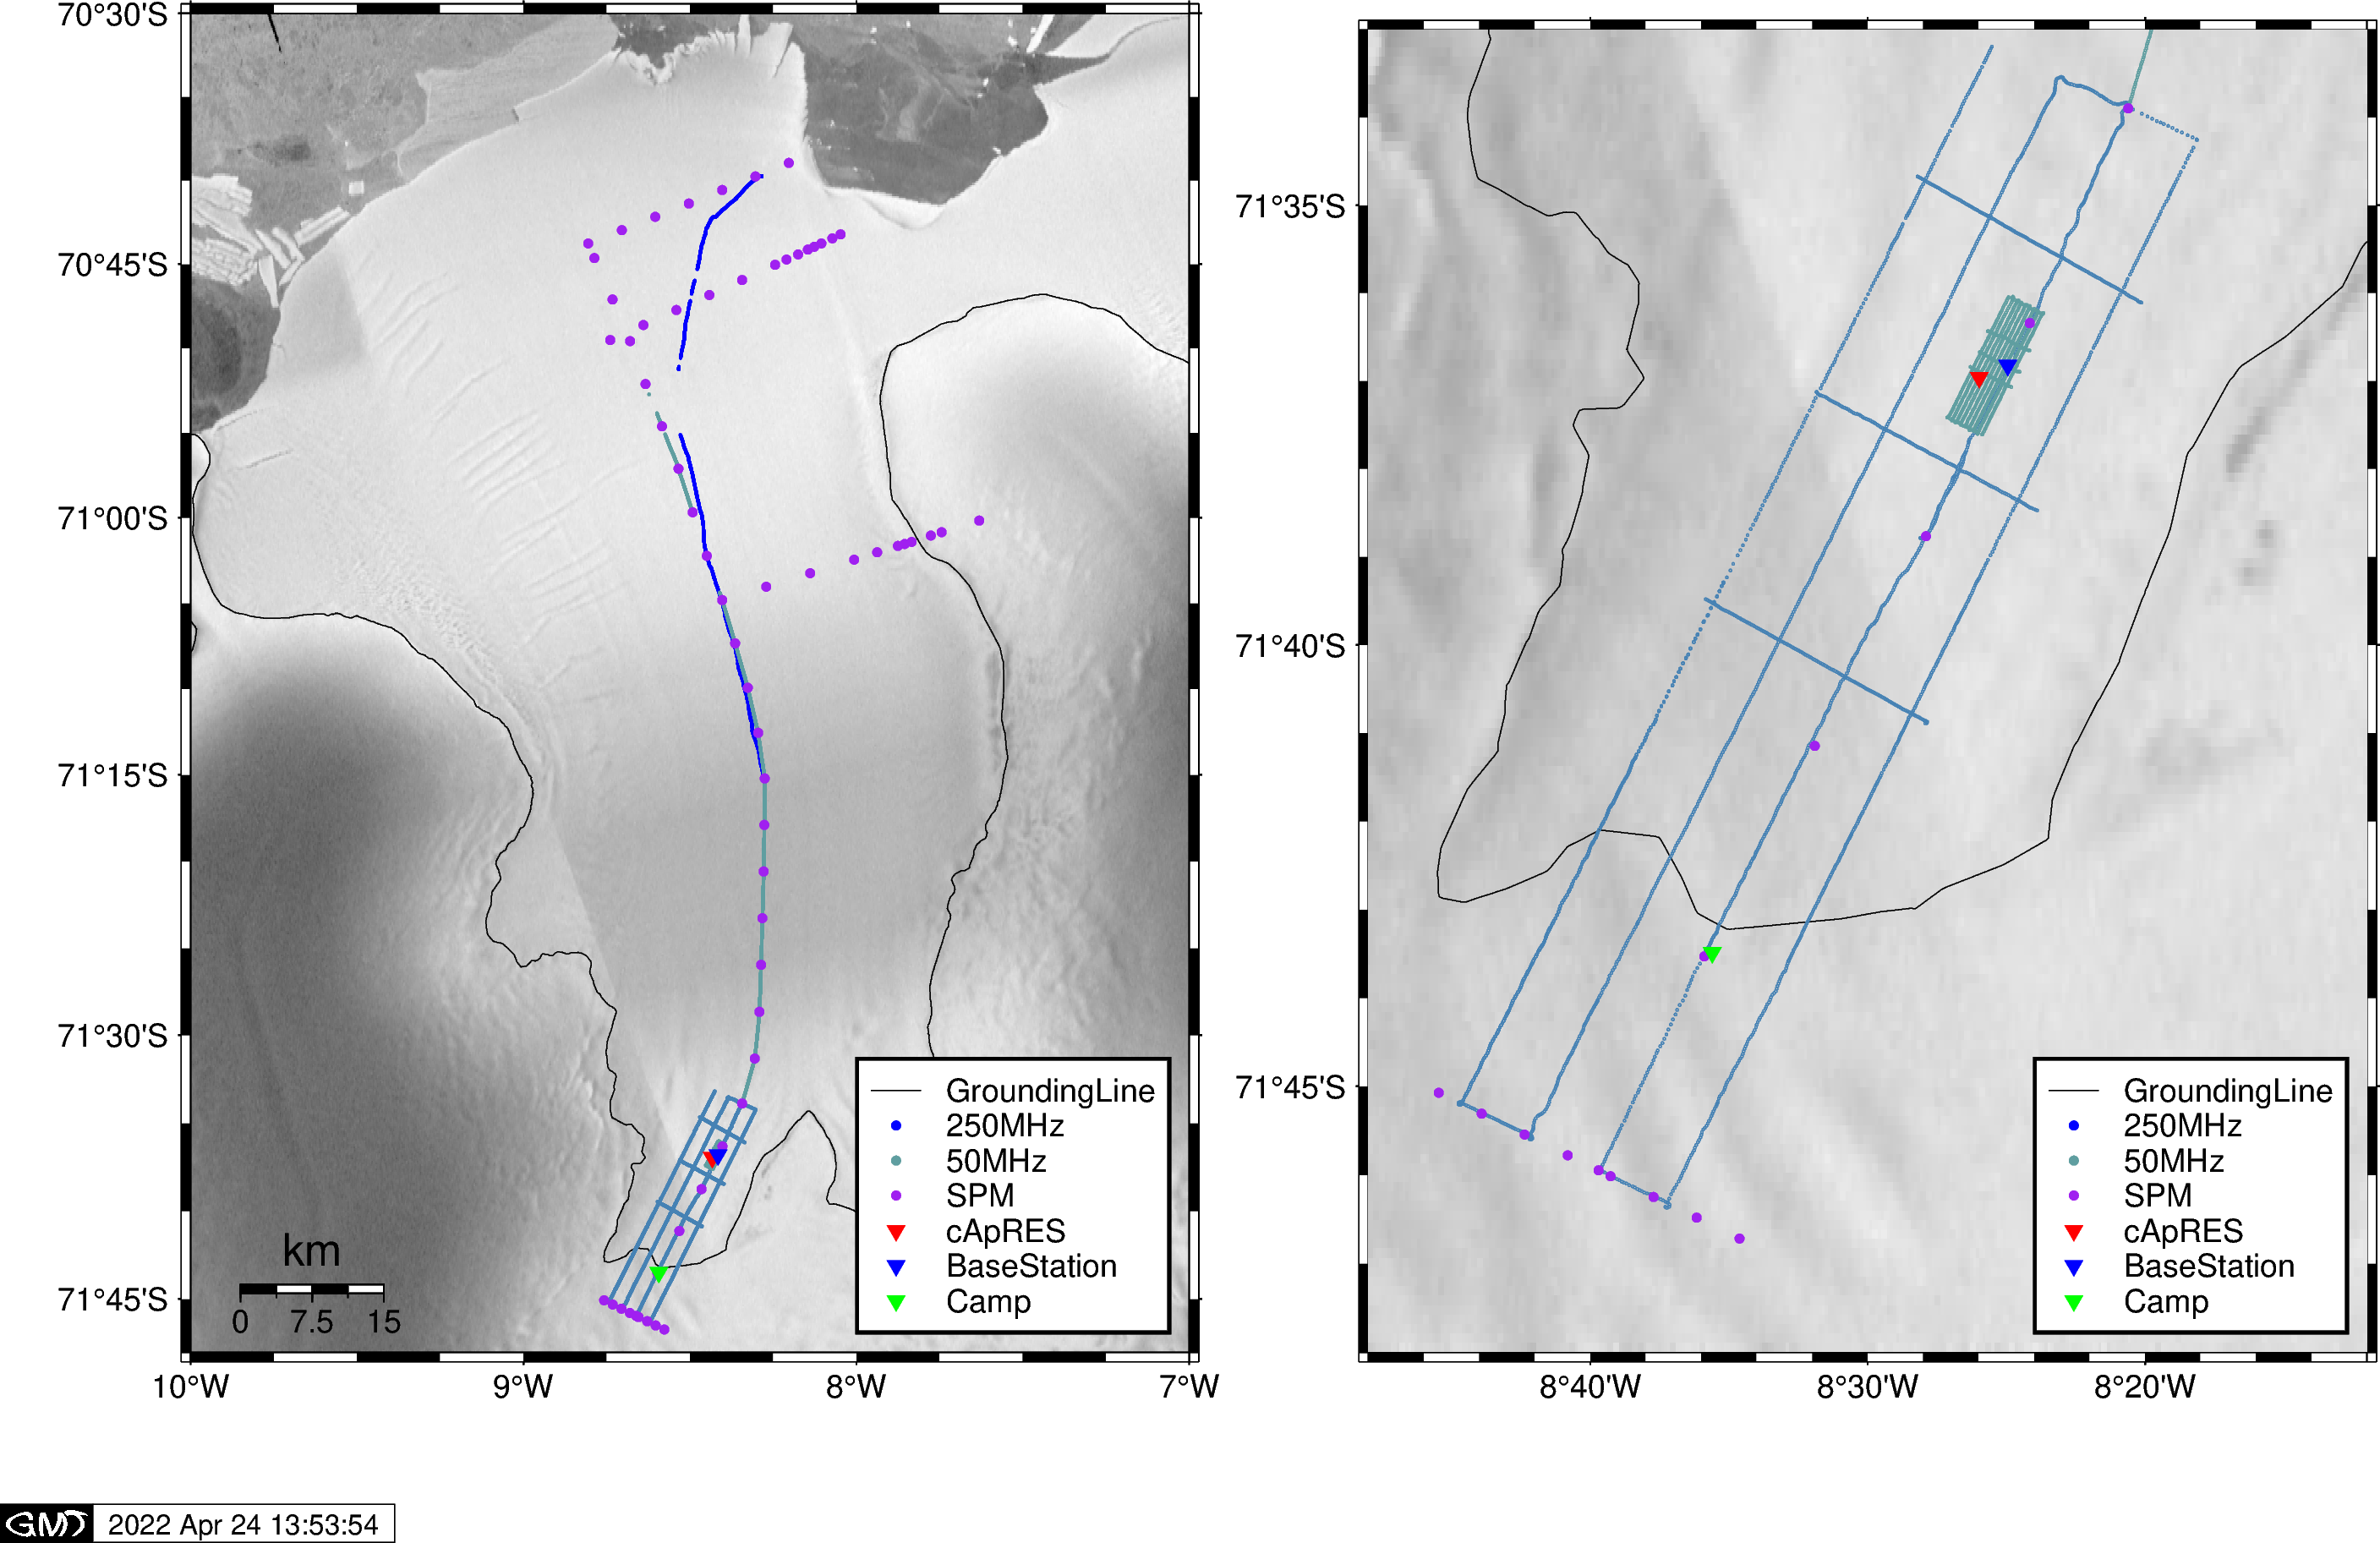 70°30'S
70°45'S
71°00'S
71°15'S
71°30'S
71°45'S
10°W
9°W
8°W
7°W
km
0 7.5 15
GroundingLine
250MHz
50MHz
SPM
cApRES
BaseStation
Camp
71°35'S
71°40'S
71°45'S
8°40'W
8°30'W
8°20'W
GroundingLine
250MHz
50MHz
SPM
cApRES
BaseStation
Camp
GMT 2022 Apr 24 13:53:54